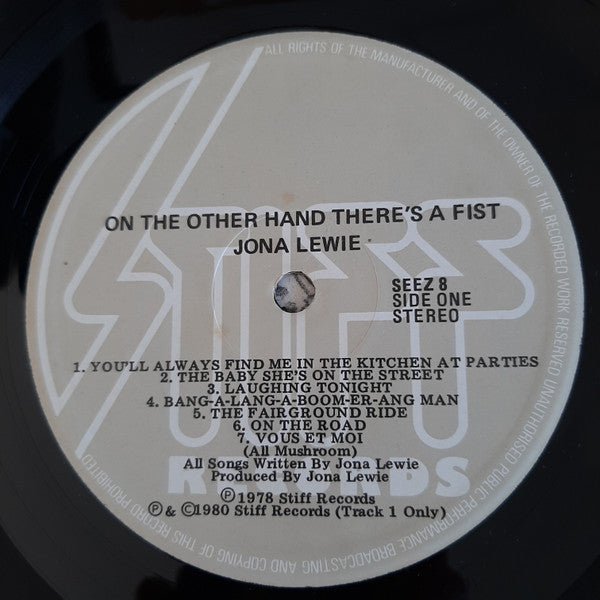 ALL RIGHTS OF THE MANUFACTURER AND OF THE OWNER OF THE RECORDED WORK RESERVED UNAUTHORISED PUBLIC PERFORMANCE BROADCASTING AND COPYING OF THIS RECORD PROHIBITED
STIFF
ON THE OTHER HAND THERE'S A FIST
JONA LEWIE
SEEZ 8
SIDE ONE
STEREO
1. YOU'LL ALWAYS FIND ME IN THE KITCHEN AT PARTIES
2. THE BABY SHE'S ON THE STREET
3. LAUGHING TONIGHT
4. BANG-A-LANG-A-BOOM-ER-ANG MAN
5. THE FAIRGROUND RIDE
6. ON THE ROAD
7. VOUS ET MOI
(All Mushroom)
All Songs Written By Jona Lewie
Produced By Jona Lewie
RECORDS
Ⓟ1978 Stiff Records
Ⓟ & ©1980 Stiff Records (Track 1 Only)